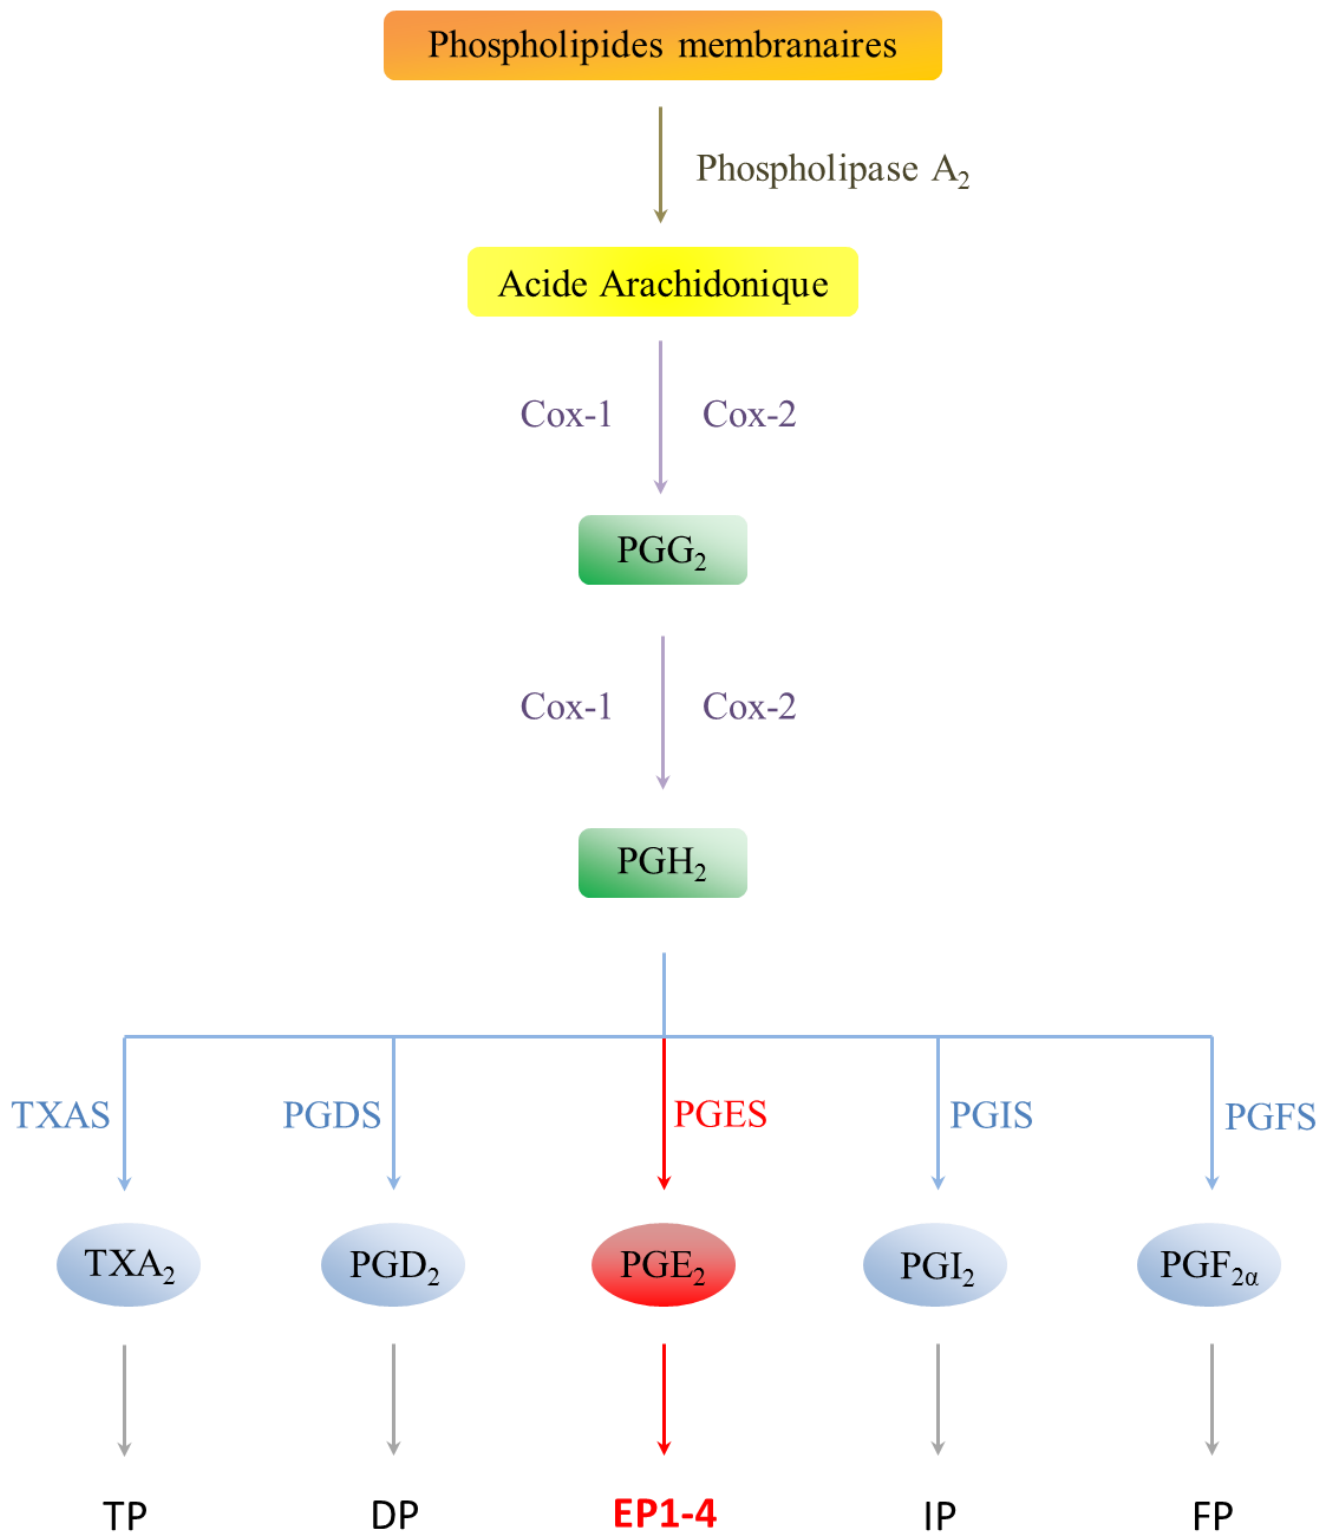 Phospholipides membranaires
Phospholipase A₂
Acide Arachidonique
Cox-1 Cox-2
PGG₂
Cox-1 Cox-2
PGH₂
TXAS PGDS PGES PGIS PGFS
TXA₂ PGD₂ PGE₂ PGI₂ PGF₂α
TP DP EP1-4 IP FP